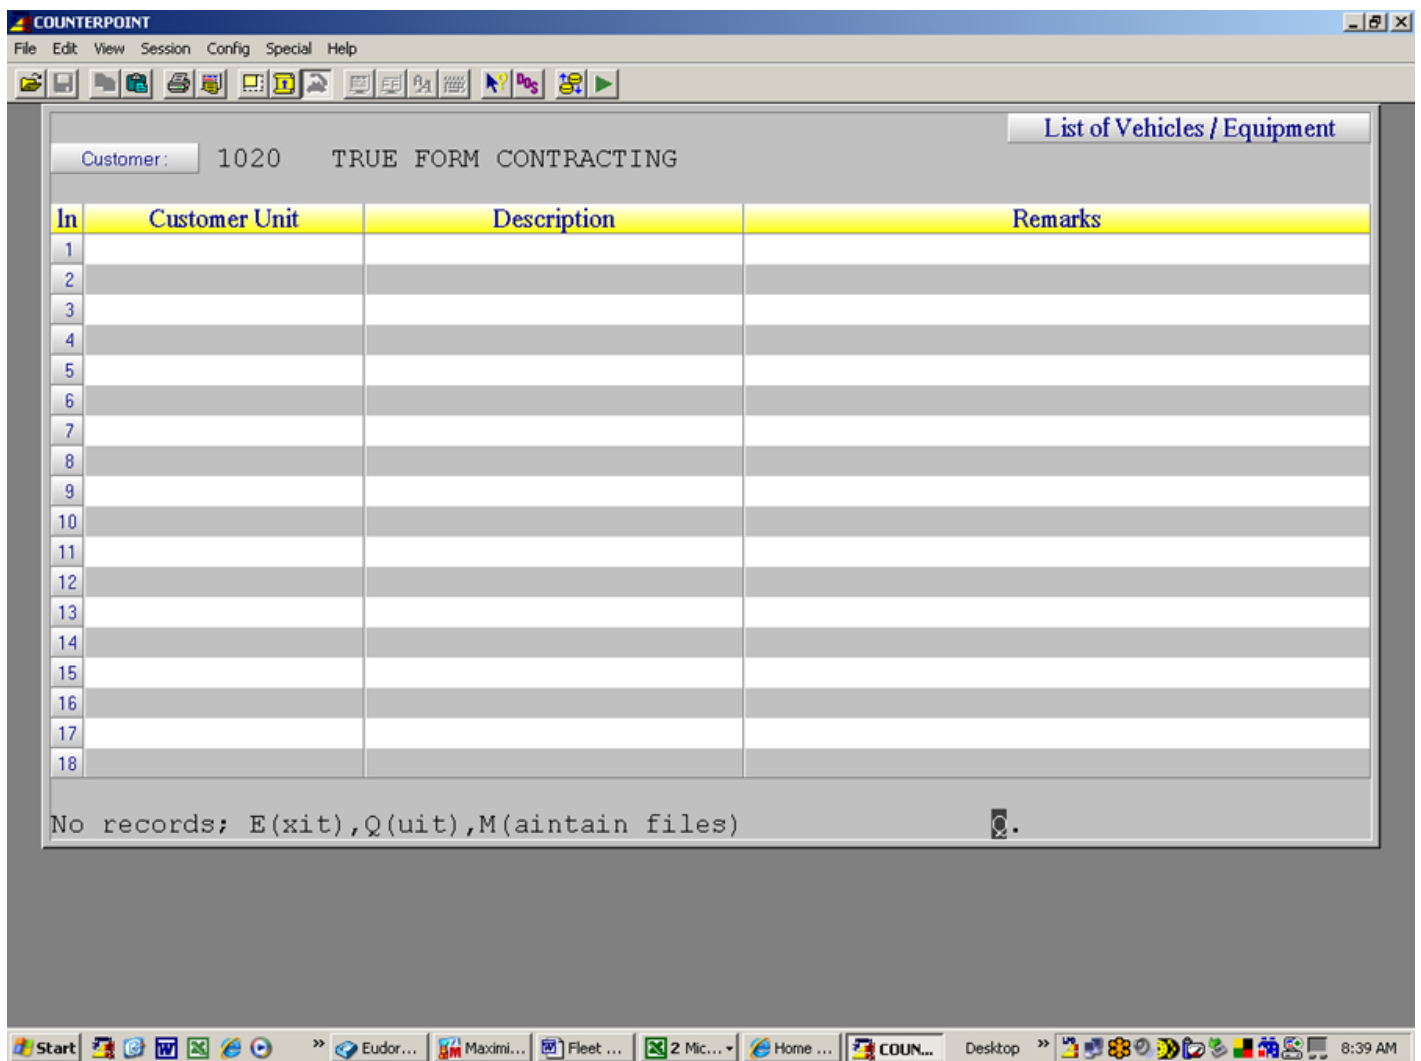 COUNTERPOINT
File Edit View Session Config Special Help
DOS
List of Vehicles / Equipment
Customer: 1020 TRUE FORM CONTRACTING
ln Customer Unit Description Remarks
1
2
3
4
5
6
7
8
9
10
11
12
13
14
15
16
17
18
No records; E(xit),Q(uit),M(aintain files) Q.
Start Eudor... Maximi... Fleet ... 2 Mic... Home ... COUN... Desktop » 8:39 AM